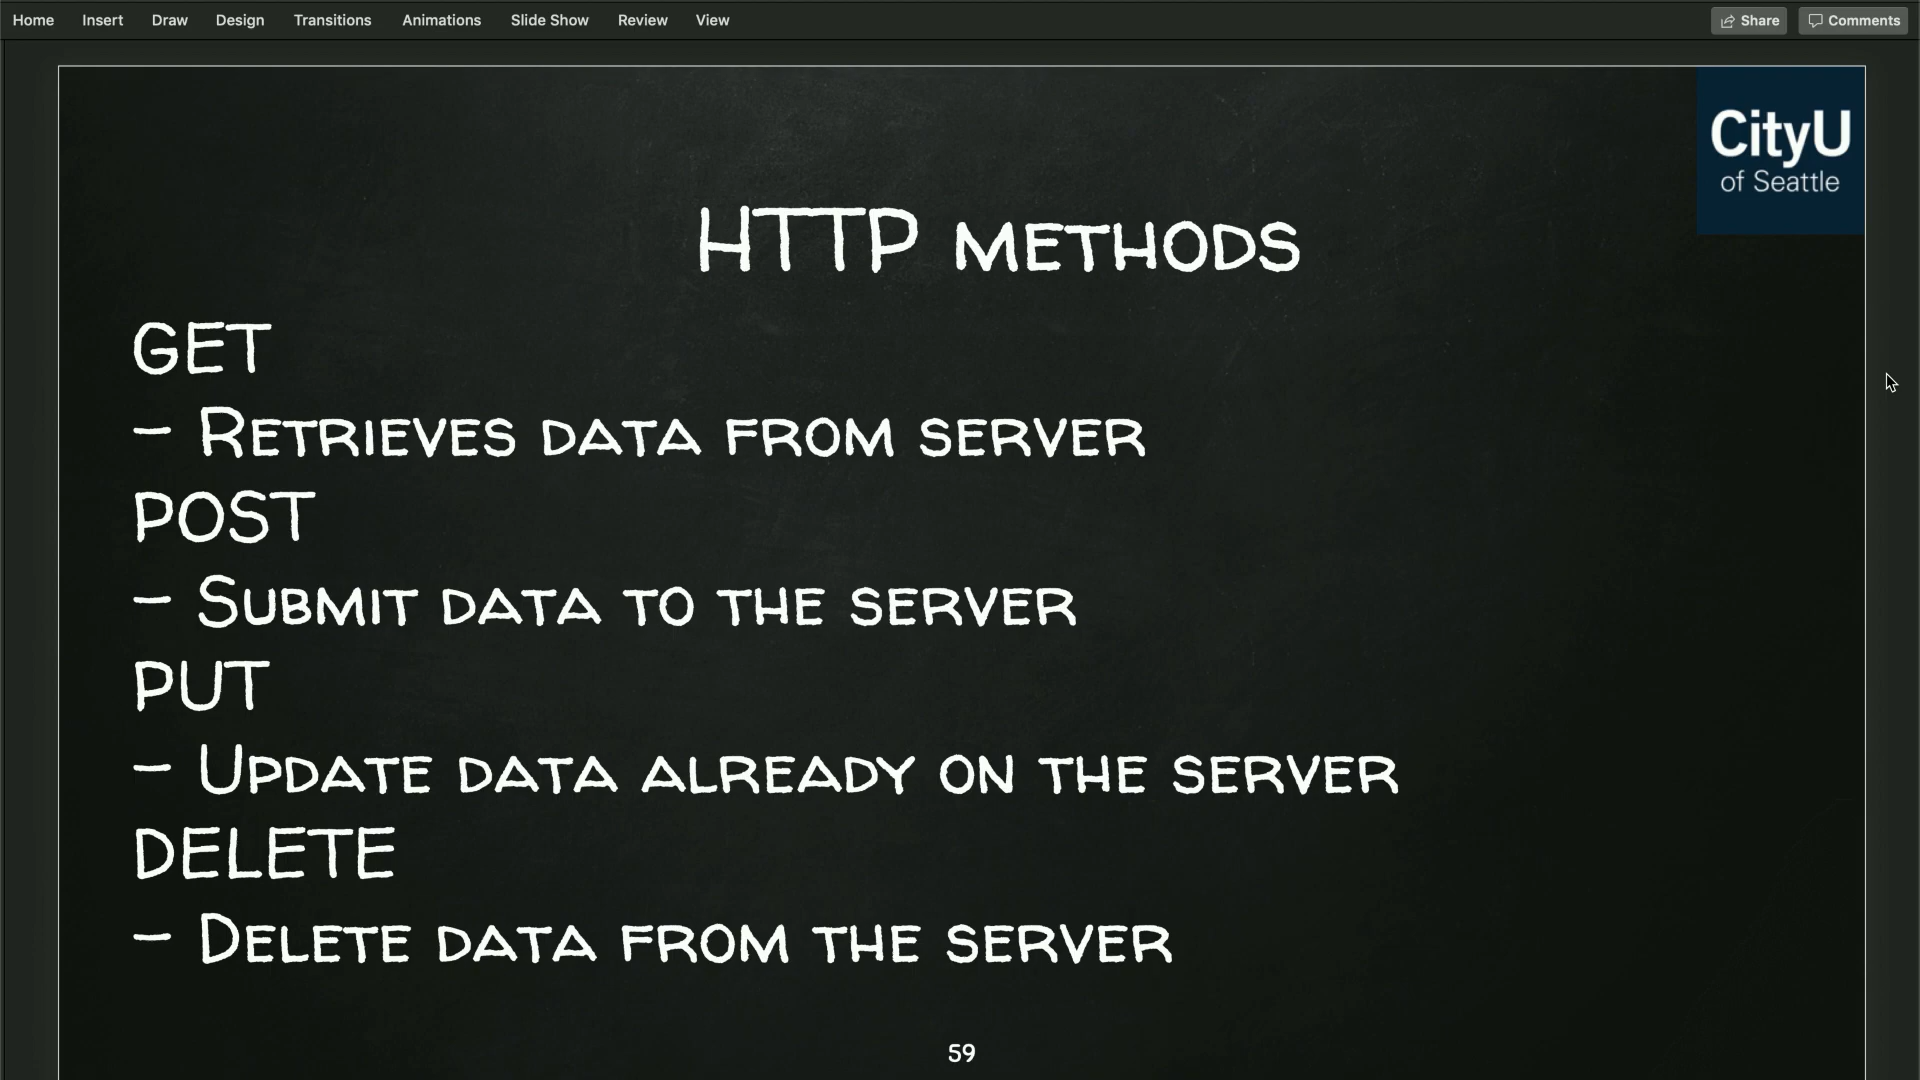 Home Insert Draw Design Transitions Animations Slide Show Review View Share Comments
CityU
of Seattle
HTTP METHODS
GET
- RETRIEVES DATA FROM SERVER
POST
- SUBMIT DATA TO THE SERVER
PUT
- UPDATE DATA ALREADY ON THE SERVER
DELETE
- DELETE DATA FROM THE SERVER
59